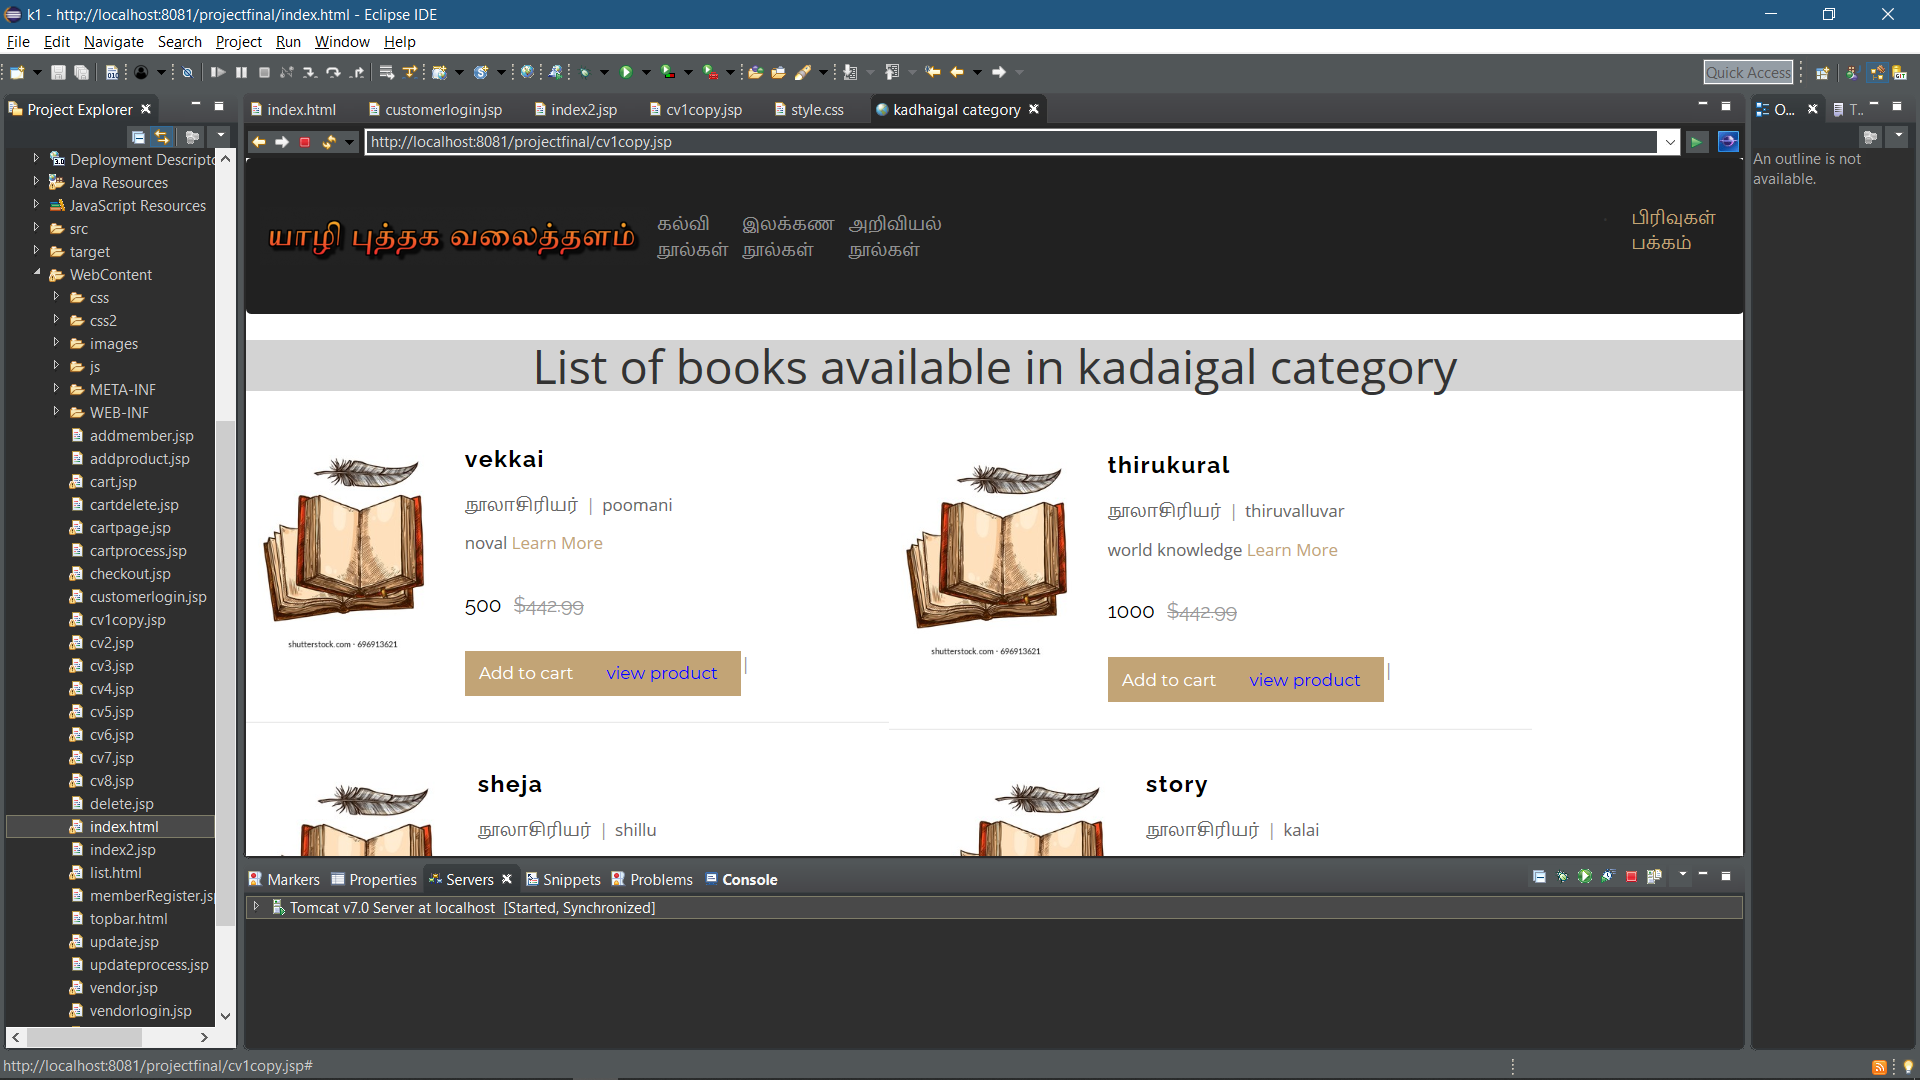 k1 - http://localhost:8081/projectfinal/index.html - Eclipse IDE
File Edit Navigate Search Project Run Window Help
Quick Access
Project Explorer
index.html customerlogin.jsp index2.jsp cv1copy.jsp style.css kadhaigal category
O... T..
http://localhost:8081/projectfinal/cv1copy.jsp
An outline is not
available.
Deployment Descripto
Java Resources
JavaScript Resources
src
target
WebContent
css
css2
images
js
META-INF
WEB-INF
addmember.jsp
addproduct.jsp
cart.jsp
cartdelete.jsp
cartpage.jsp
cartprocess.jsp
checkout.jsp
customerlogin.jsp
cv1copy.jsp
cv2.jsp
cv3.jsp
cv4.jsp
cv5.jsp
cv6.jsp
cv7.jsp
cv8.jsp
delete.jsp
index.html
index2.jsp
list.html
memberRegister.jsp
topbar.html
update.jsp
updateprocess.jsp
vendor.jsp
vendorlogin.jsp
யாழி புத்தக வலைத்தளம்
கல்வி
நூல்கள்
இலக்கண
நூல்கள்
அறிவியல்
நூல்கள்
பிரிவுகள்
பக்கம்
List of books available in kadaigal category
vekkai
நூலாசிரியர் | poomani
noval Learn More
500 $442.99
Add to cart view product |
shutterstock.com · 696913621
thirukural
நூலாசிரியர் | thiruvalluvar
world knowledge Learn More
1000 $442.99
Add to cart view product |
shutterstock.com · 696913621
sheja
நூலாசிரியர் | shillu
story
நூலாசிரியர் | kalai
Markers Properties Servers Snippets Problems Console
Tomcat v7.0 Server at localhost [Started, Synchronized]
http://localhost:8081/projectfinal/cv1copy.jsp#